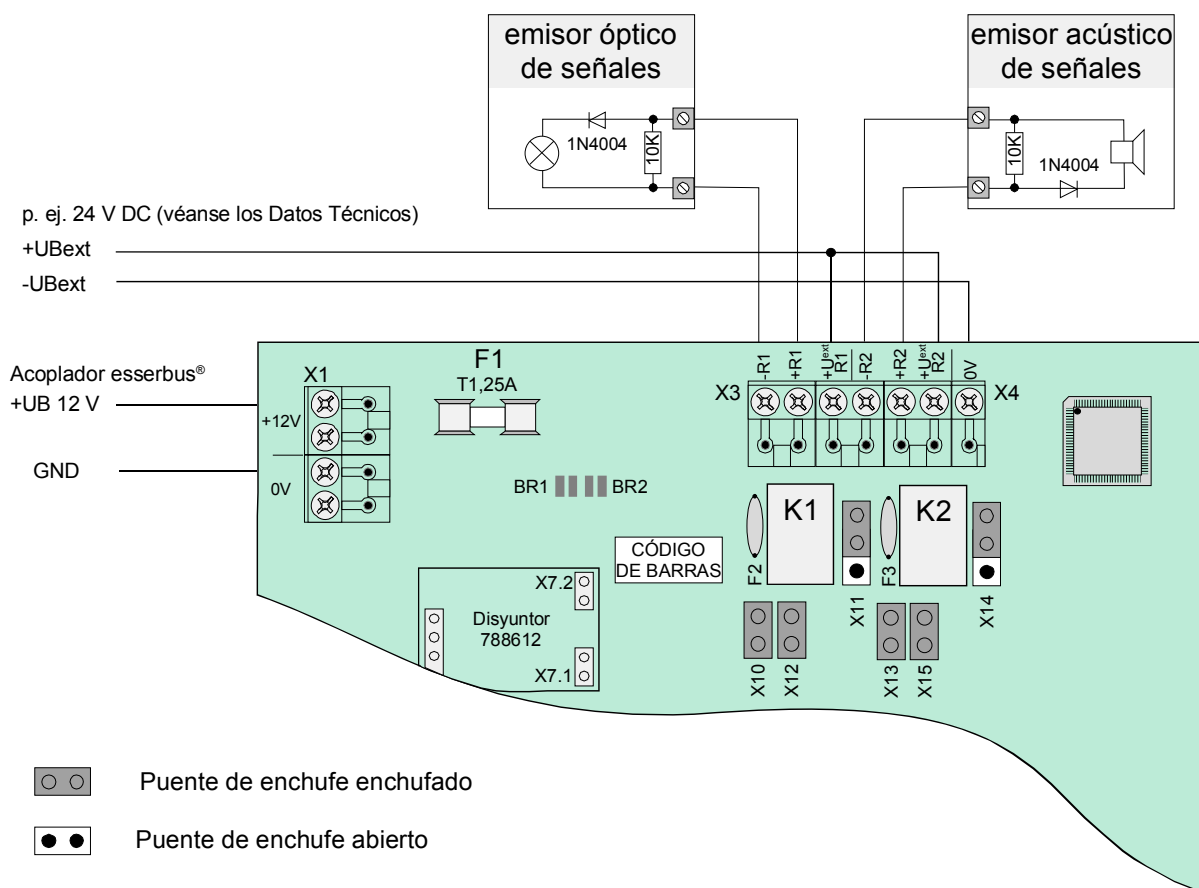 emisor óptico
de señales
emisor acústico
de señales
1N4004
10K
10K
1N4004
p. ej. 24 V DC (véanse los Datos Técnicos)
+UBext
-UBext
Acoplador esserbus®
+UB 12 V
GND
X1
+12V
0V
F1
T1,25A
X3
-R1
+R1
+Uext
R1
-R2
+R2
+Uext
R2
0V
X4
BR1
BR2
CÓDIGO
DE BARRAS
K1
K2
F2
F3
X11
X14
X10
X12
X13
X15
X7.2
Disyuntor
788612
X7.1
Puente de enchufe enchufado
Puente de enchufe abierto